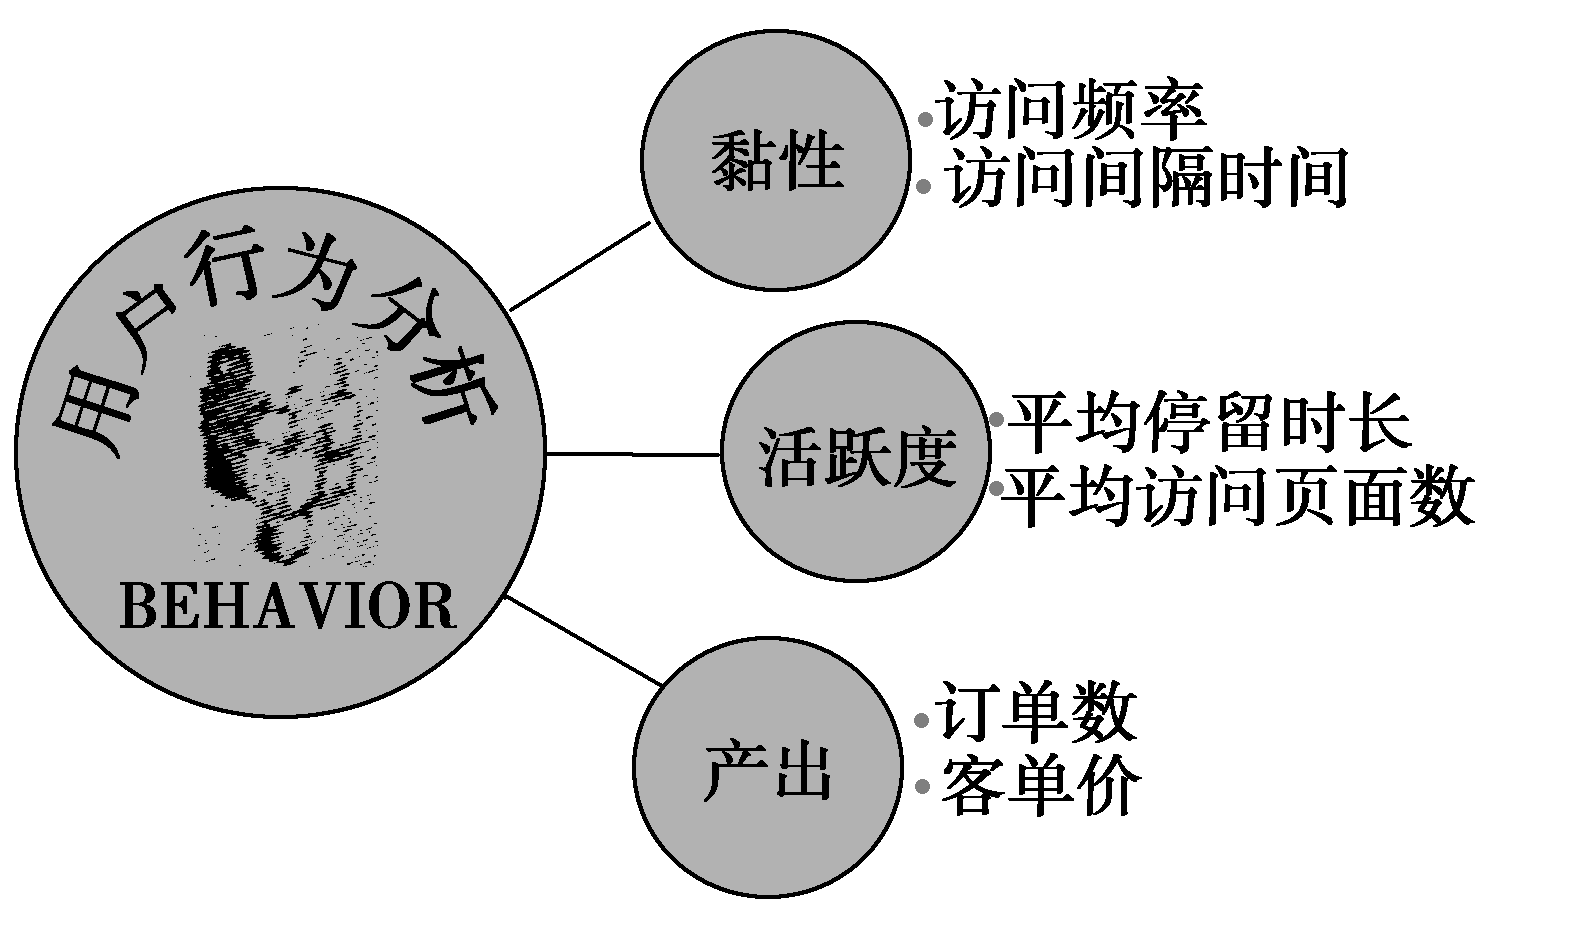 用户行为分析
BEHAVIOR
黏性
访问频率
访问间隔时间
活跃度
平均停留时长
平均访问页面数
产出
订单数
客单价